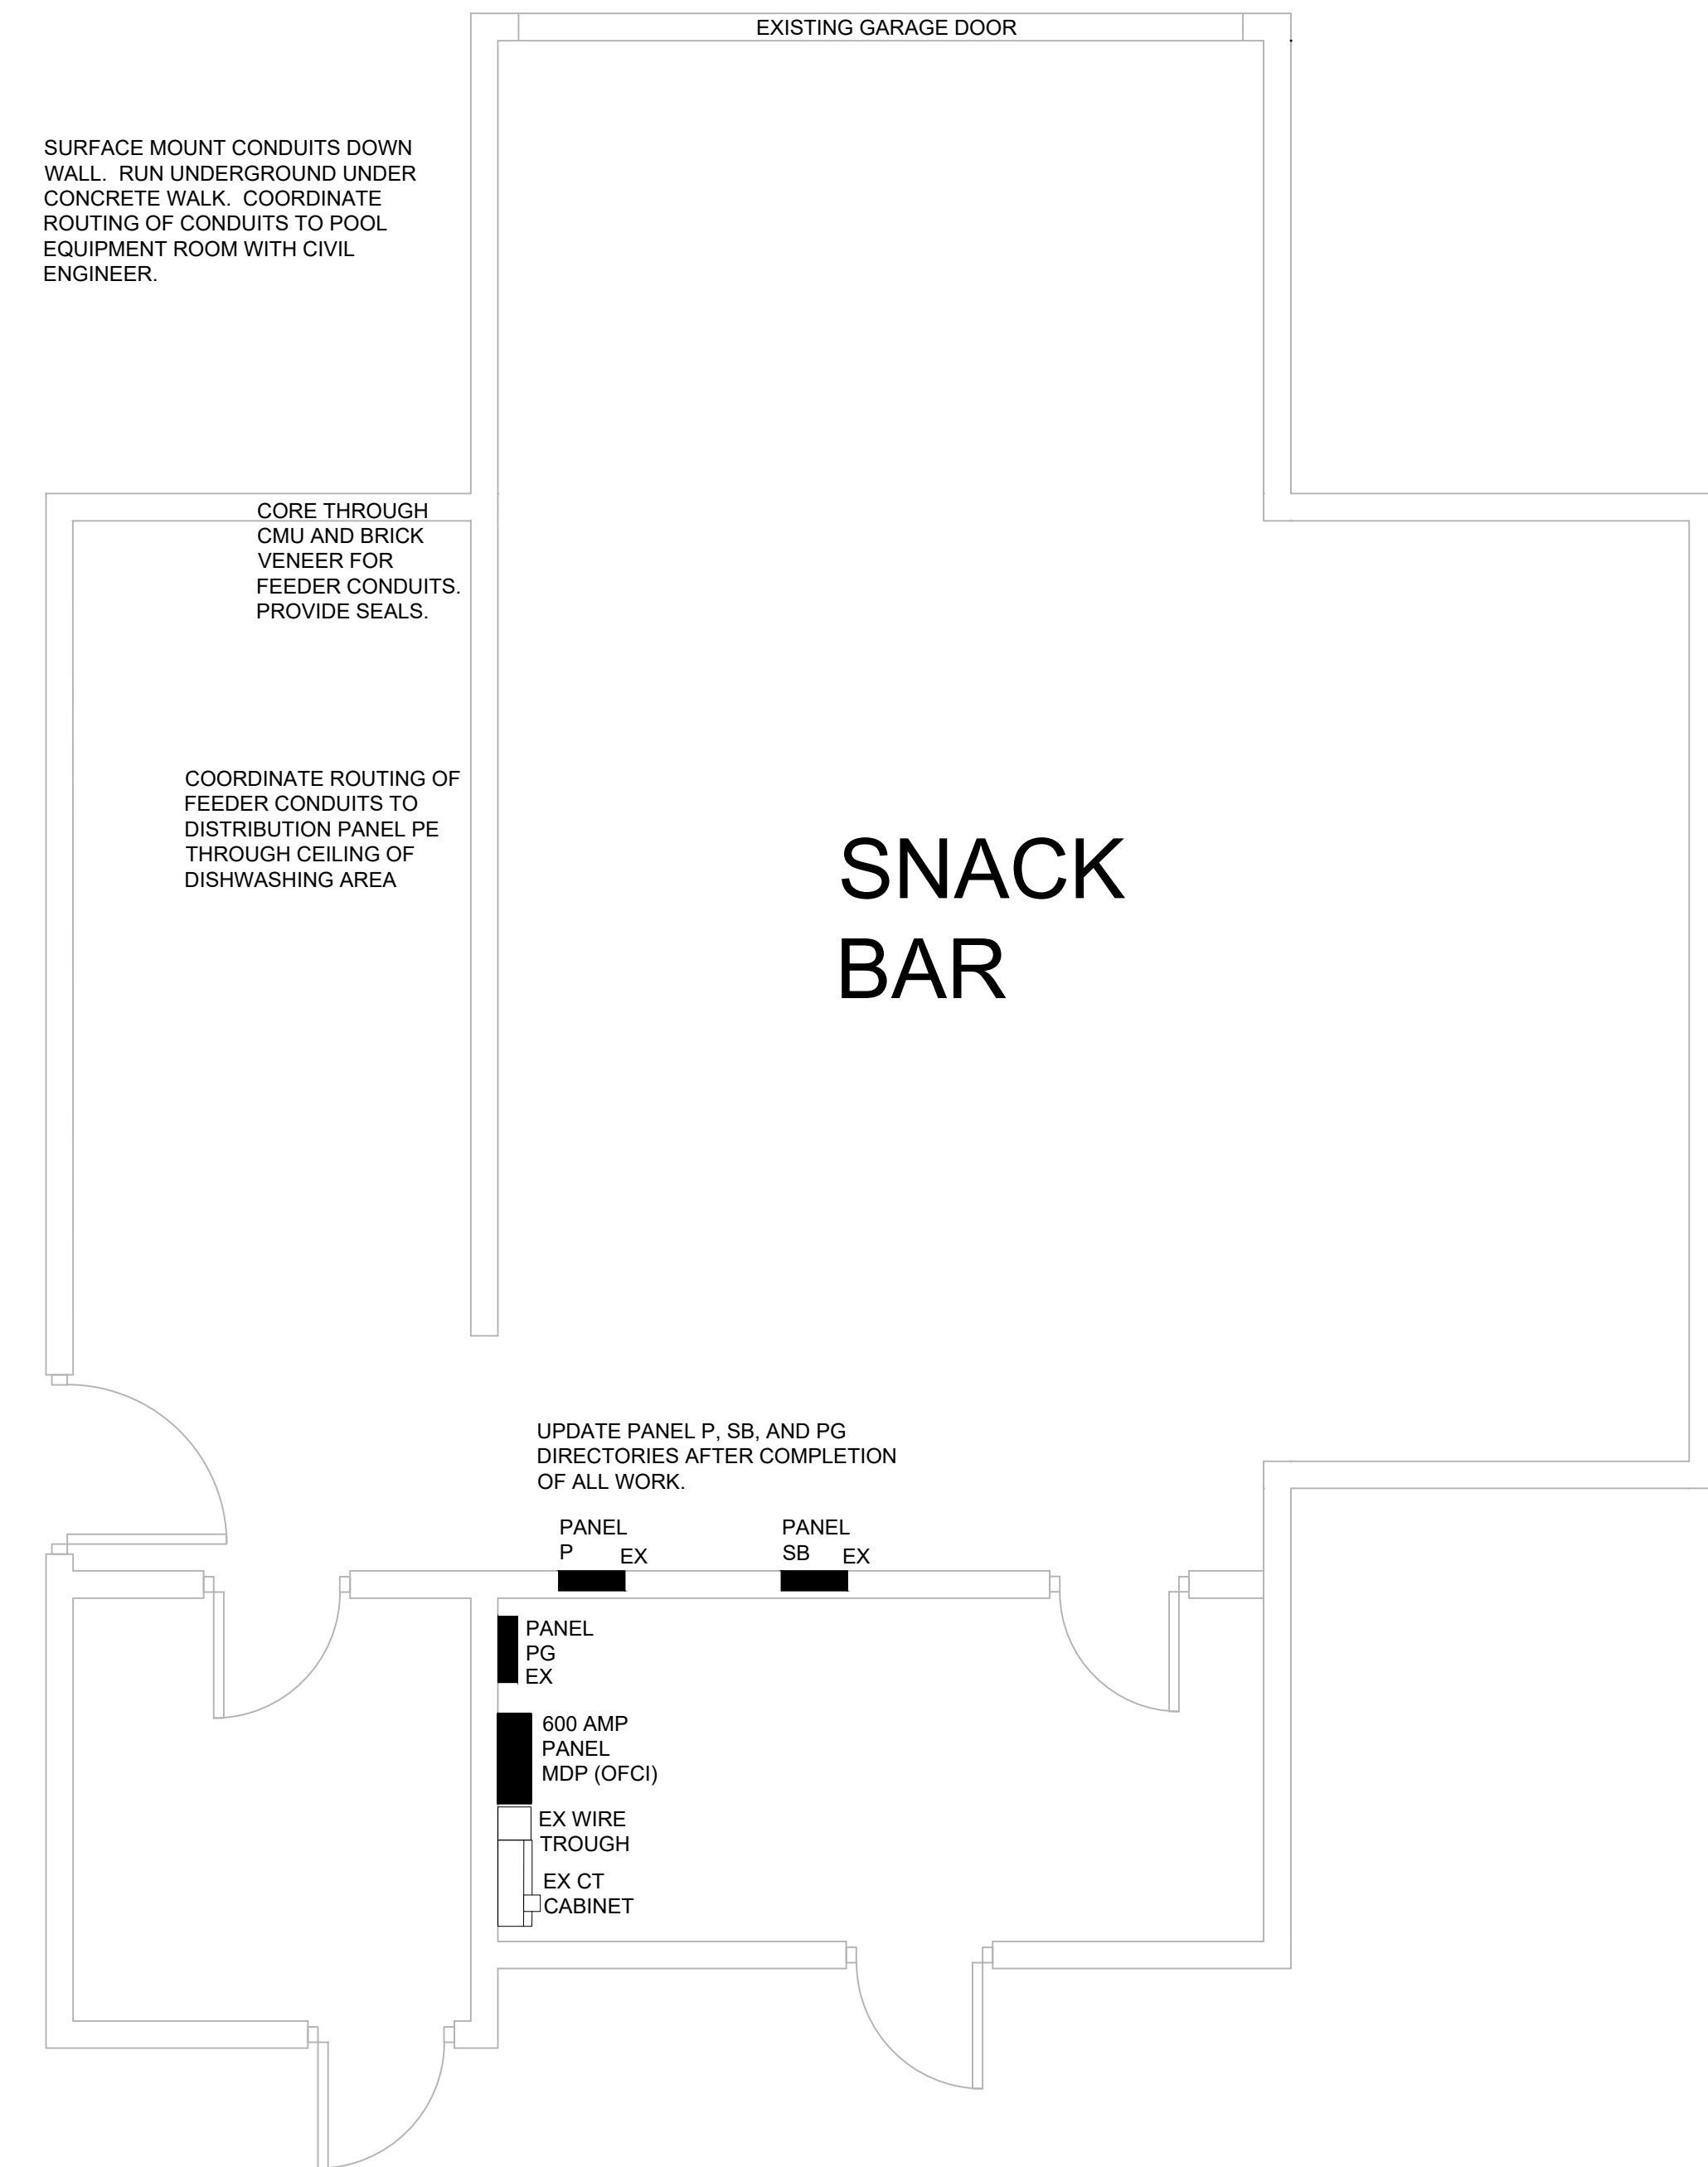 EXISTING GARAGE DOOR
SURFACE MOUNT CONDUITS DOWN
WALL.  RUN UNDERGROUND UNDER
CONCRETE WALK.  COORDINATE
ROUTING OF CONDUITS TO POOL
EQUIPMENT ROOM WITH CIVIL
ENGINEER.
CORE THROUGH
CMU AND BRICK
VENEER FOR
FEEDER CONDUITS.
PROVIDE SEALS.
COORDINATE ROUTING OF
FEEDER CONDUITS TO
DISTRIBUTION PANEL PE
THROUGH CEILING OF
DISHWASHING AREA
SNACK
BAR
UPDATE PANEL P, SB, AND PG
DIRECTORIES AFTER COMPLETION
OF ALL WORK.
PANEL
P
EX
PANEL
SB
EX
PANEL
PG
EX
600 AMP
PANEL
MDP (OFCI)
EX WIRE
TROUGH
EX CT
CABINET